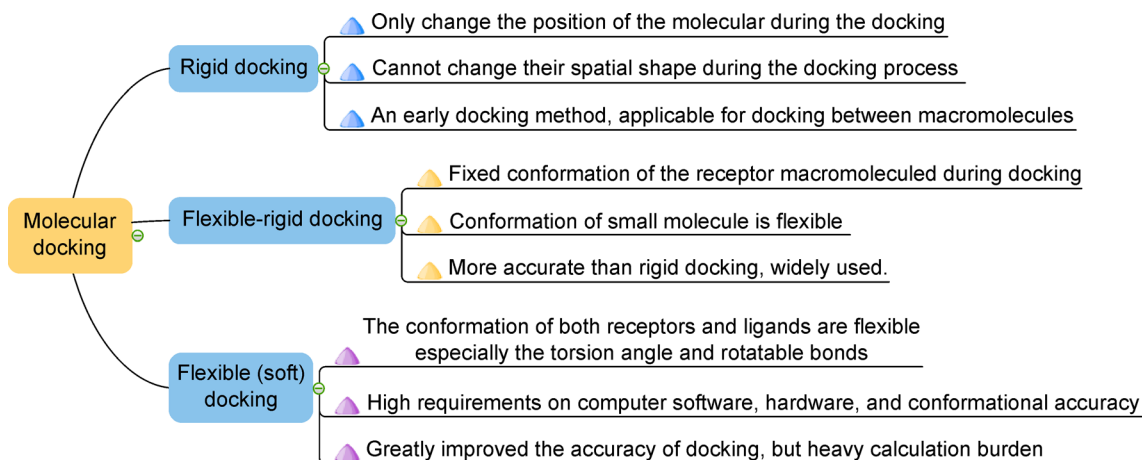 Only change the position of the molecular during the docking
Rigid docking
Cannot change their spatial shape during the docking process
An early docking method, applicable for docking between macromolecules
Fixed conformation of the receptor macromoleculed during docking
Molecular
docking
Flexible-rigid docking
Conformation of small molecule is flexible
More accurate than rigid docking, widely used.
The conformation of both receptors and ligands are flexible
especially the torsion angle and rotatable bonds
Flexible (soft)
docking
High requirements on computer software, hardware, and conformational accuracy
Greatly improved the accuracy of docking, but heavy calculation burden